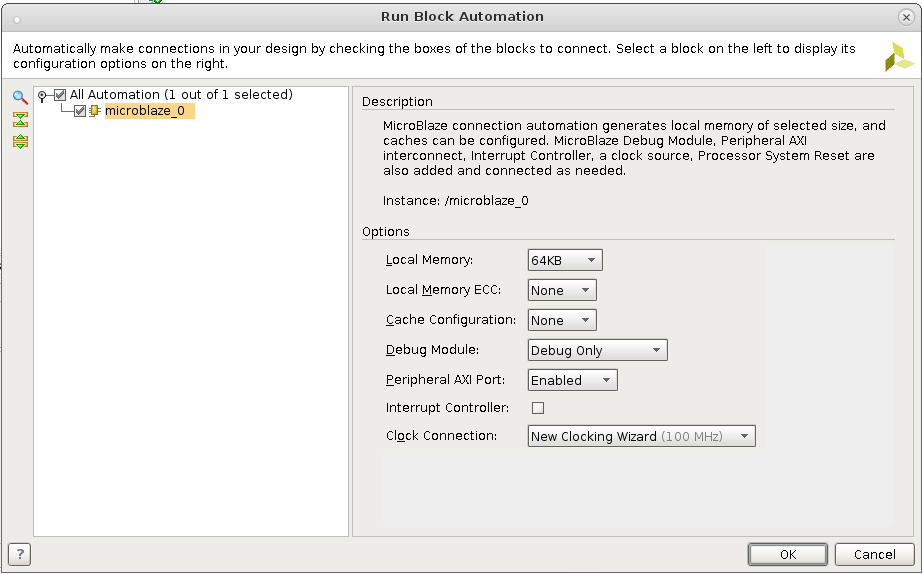 Run Block Automation
Automatically make connections in your design by checking the boxes of the blocks to connect. Select a block on the left to display its
configuration options on the right.
All Automation (1 out of 1 selected)
microblaze_0
Description
MicroBlaze connection automation generates local memory of selected size, and
caches can be configured. MicroBlaze Debug Module, Peripheral AXI
interconnect, Interrupt Controller, a clock source, Processor System Reset are
also added and connected as needed.
Instance: /microblaze_0
Options
Local Memory: 64KB
Local Memory ECC: None
Cache Configuration: None
Debug Module: Debug Only
Peripheral AXI Port: Enabled
Interrupt Controller:
Clock Connection: New Clocking Wizard (100 MHz)
? OK Cancel